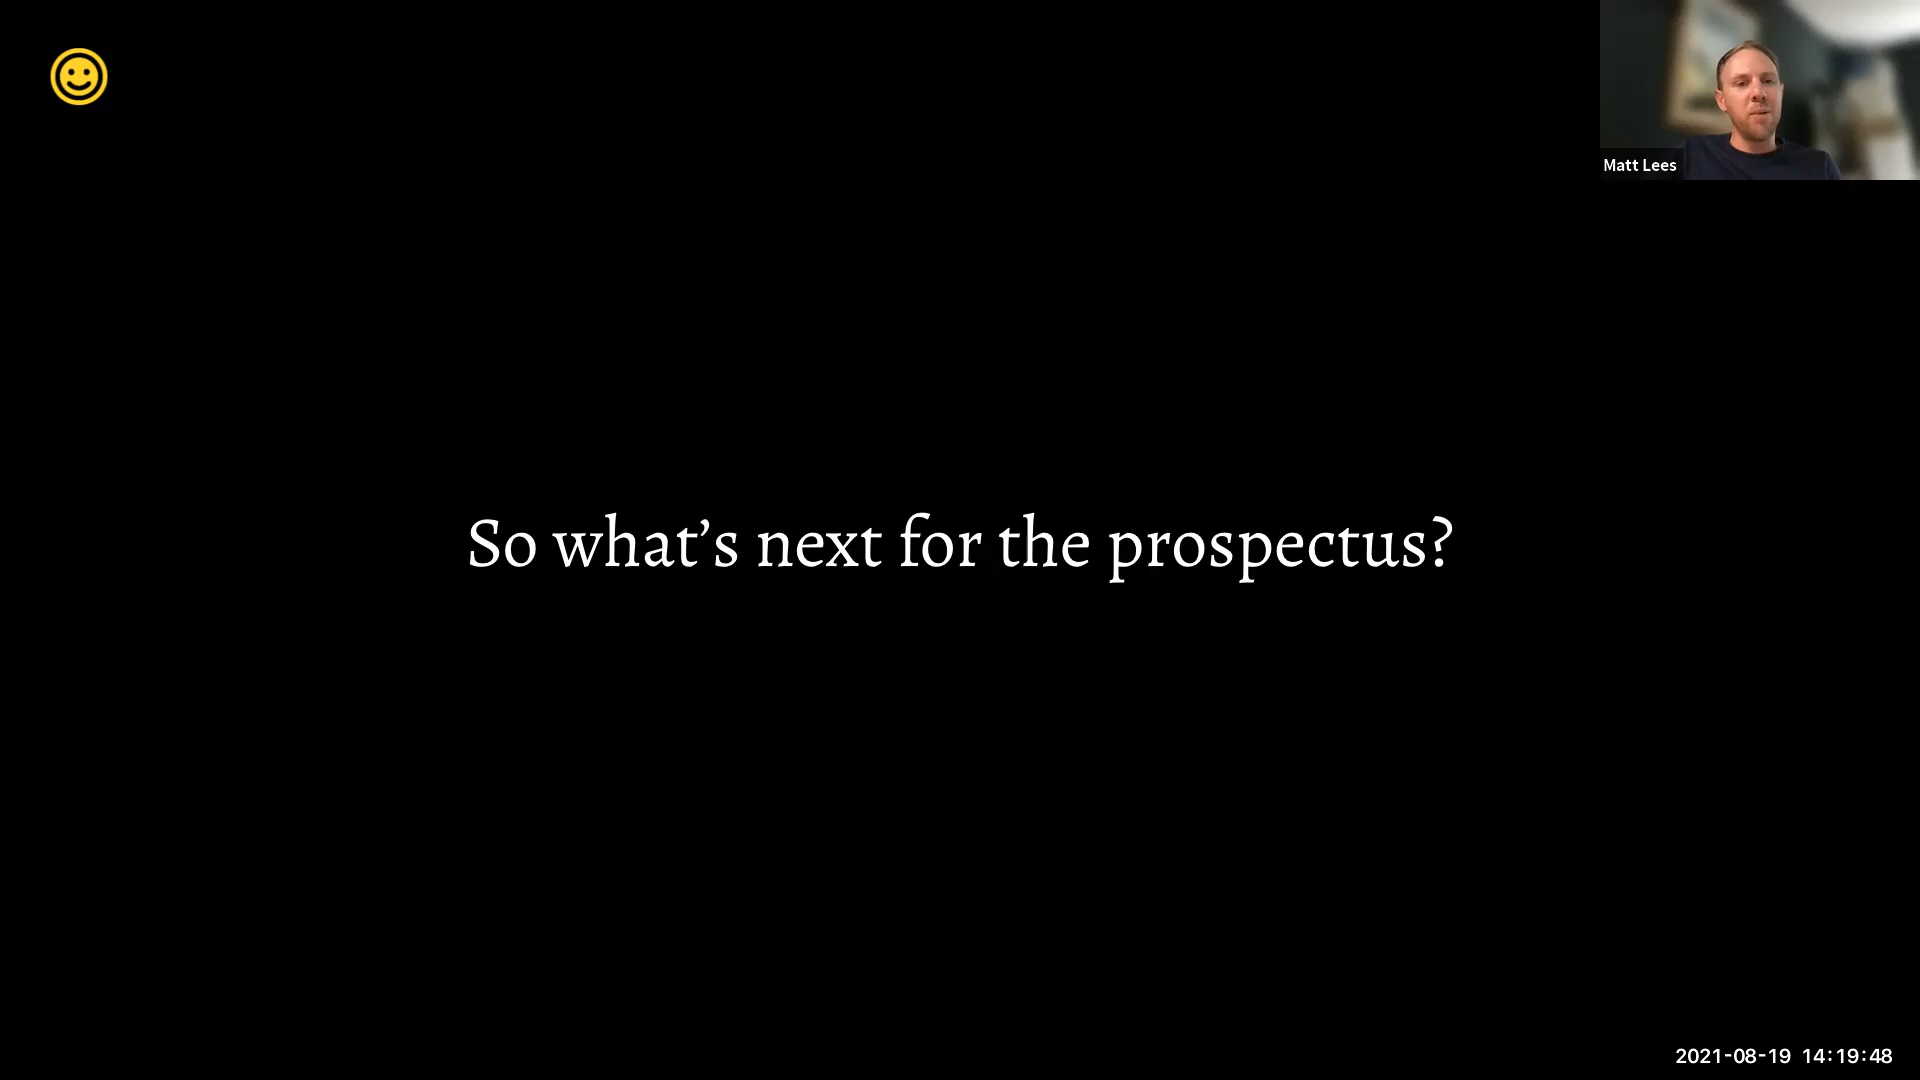 Matt Lees
So what’s next for the prospectus?
2021-08-19 14:19:48